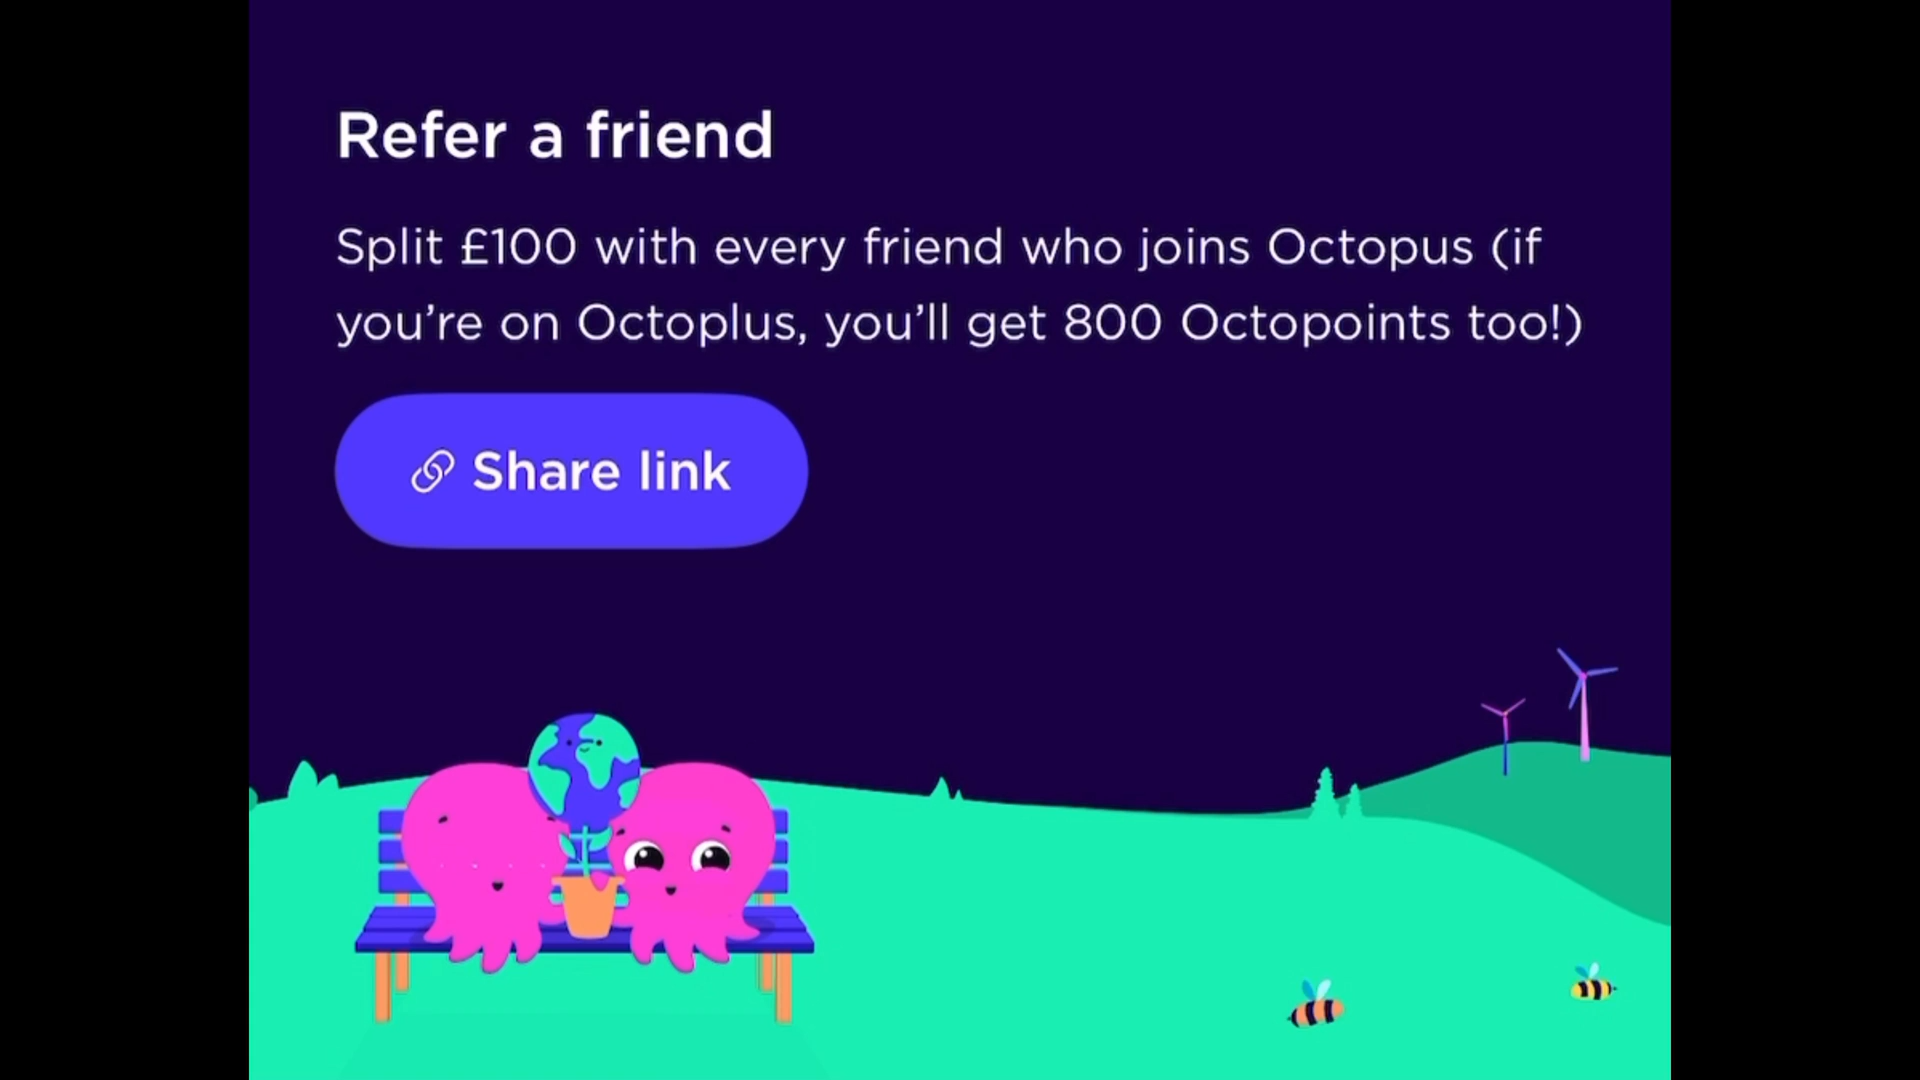 Refer a friend
Split £100 with every friend who joins Octopus (if
you’re on Octoplus, you’ll get 800 Octopoints too!)
Share link